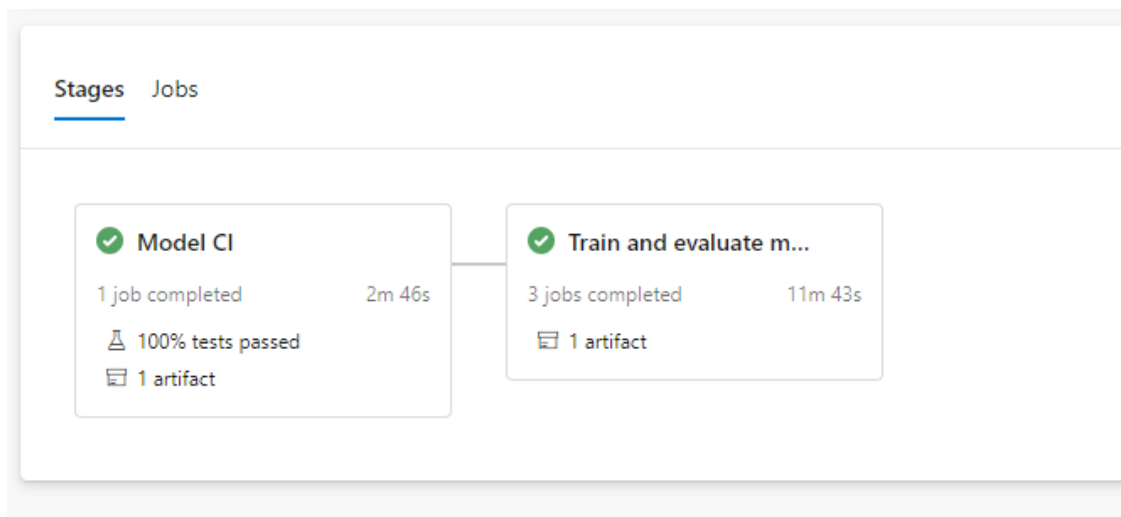 Stages Jobs
Model CI
1 job completed 2m 46s
100% tests passed
1 artifact
Train and evaluate m...
3 jobs completed 11m 43s
1 artifact